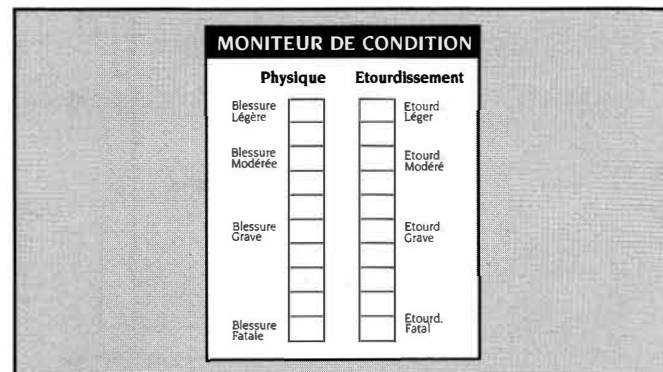 MONITEUR DE CONDITION
Physique Etourdissement
Blessure
Légère
Etourd
Léger
Blessure
Modérée
Etourd
Modéré
Blessure
Grave
Etourd
Grave
Blessure
Fatale
Etourd.
Fatal